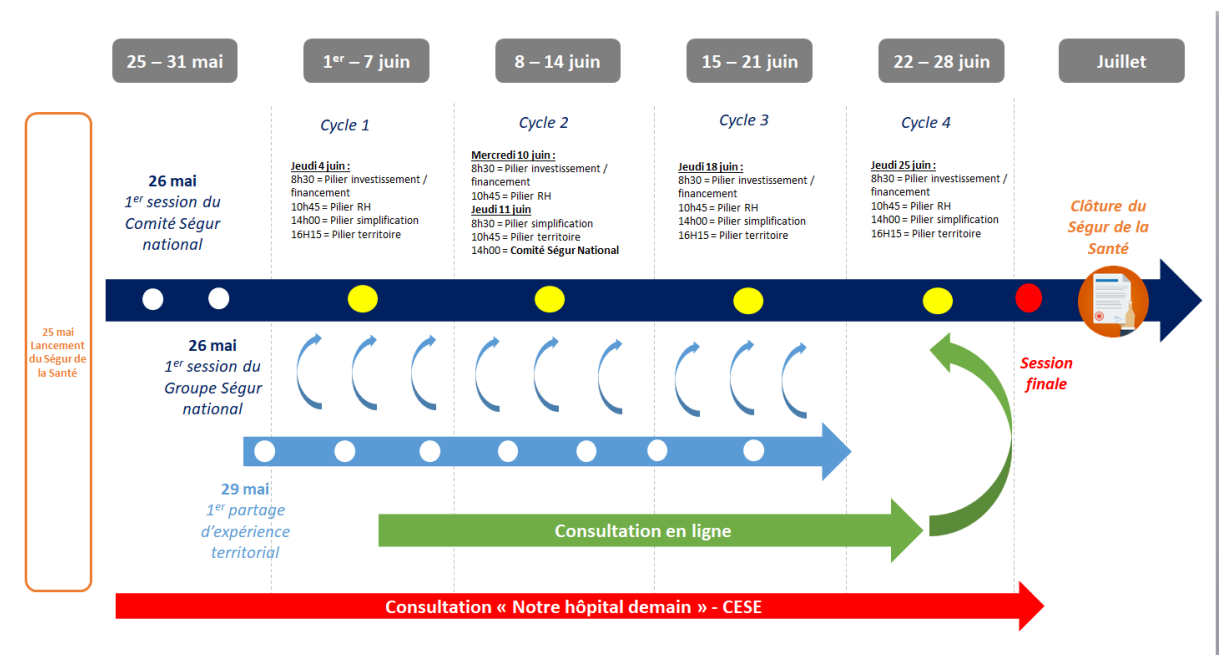 25 – 31 mai
1er – 7 juin
8 – 14 juin
15 – 21 juin
22 – 28 juin
Juillet
25 mai
Lancement
du Ségur de
la Santé
26 mai
1er session du
Comité Ségur
national
Cycle 1
Jeudi 4 juin :
8h30 = Pilier investissement /
financement
10h45 = Pilier RH
14h00 = Pilier simplification
16H15 = Pilier territoire
Cycle 2
Mercredi 10 juin :
8h30 = Pilier investissement /
financement
10h45 = Pilier RH
Jeudi 11 juin
8h30 = Pilier simplification
10h45 = Pilier territoire
14h00 = Comité Ségur National
Cycle 3
Jeudi 18 juin :
8h30 = Pilier investissement /
financement
10h45 = Pilier RH
14h00 = Pilier simplification
16H15 = Pilier territoire
Cycle 4
Jeudi 25 juin :
8h30 = Pilier investissement /
financement
10h45 = Pilier RH
14h00 = Pilier simplification
16H15 = Pilier territoire
Clôture du
Ségur de la
Santé
26 mai
1er session du
Groupe Ségur
national
Session
finale
29 mai
1er partage
d'expérience
territorial
Consultation en ligne
Consultation « Notre hôpital demain » - CESE